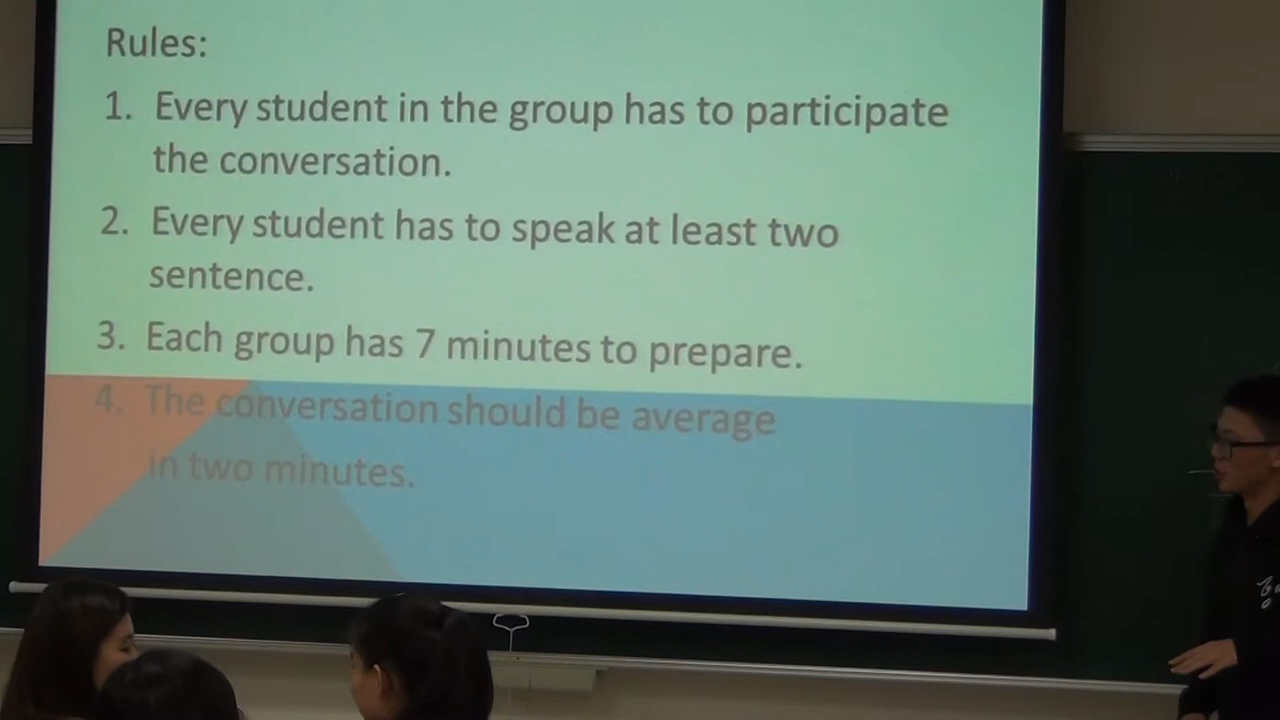 Rules:
1. Every student in the group has to participate
the conversation.
2. Every student has to speak at least two
sentence.
3. Each group has 7 minutes to prepare.
4. The conversation should be average
in two minutes.